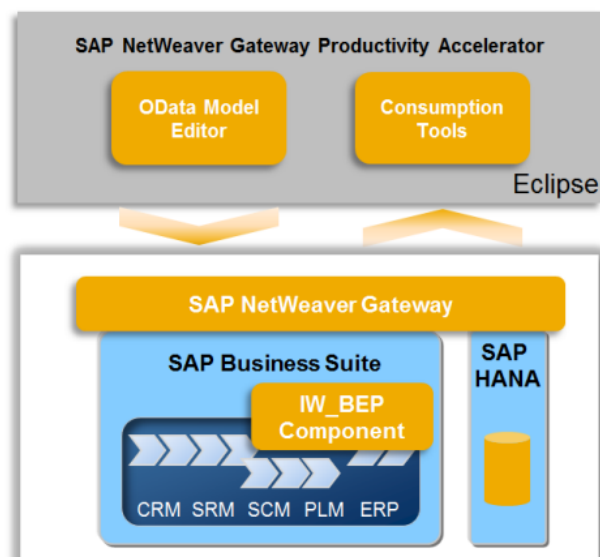 SAP NetWeaver Gateway Productivity Accelerator
OData Model
Editor
Consumption
Tools
Eclipse
SAP NetWeaver Gateway
SAP Business Suite
SAP
HANA
IW_BEP
Component
CRM SRM SCM PLM ERP